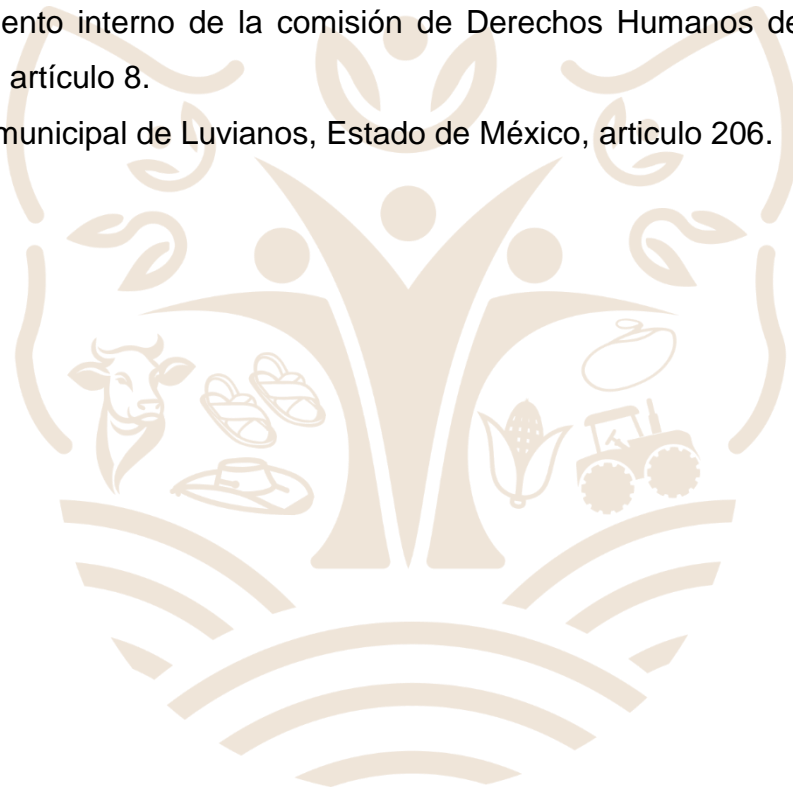 ento interno de la comisión de Derechos Humanos de
artículo 8.
municipal de Luvianos, Estado de México, articulo 206.